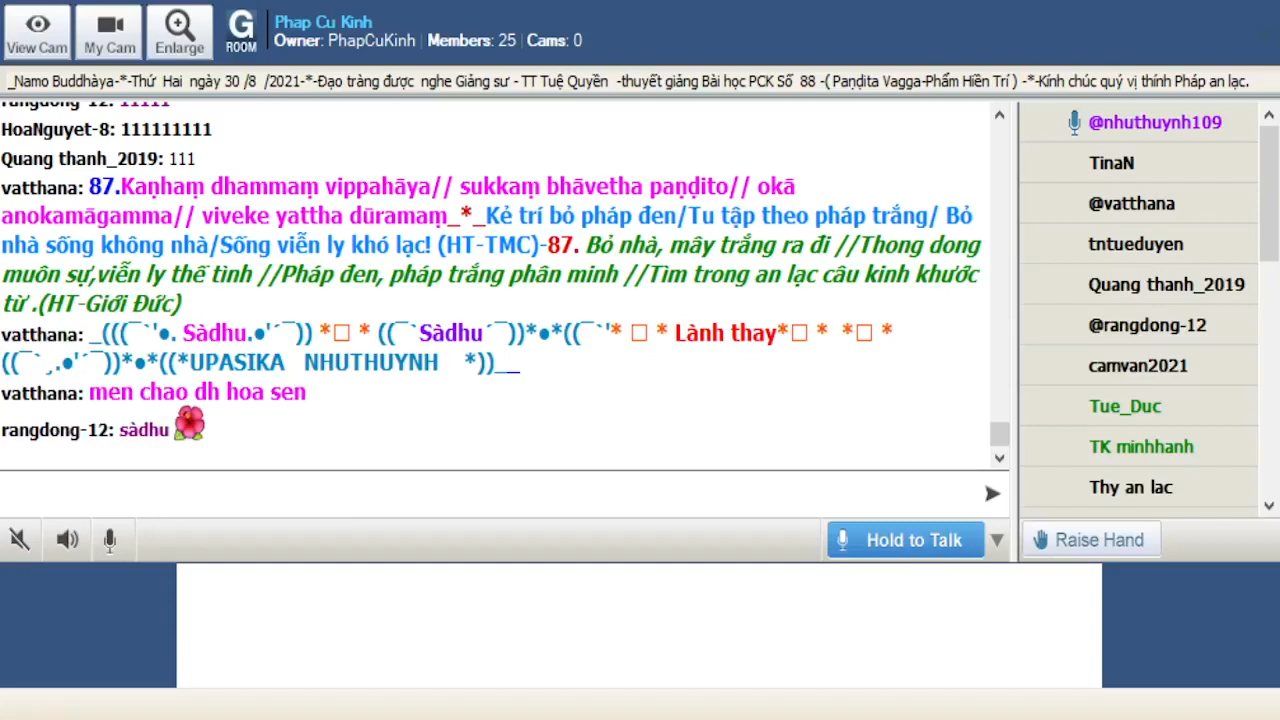 View Cam
My Cam
Enlarge
G
ROOM
Phap Cu Kinh
Owner: PhapCuKinh | Members: 25 | Cams: 0
_Namo Buddhàya-*-Thứ Hai ngày 30 /8 /2021-*-Đạo tràng được nghe Giảng sư - TT Tuệ Quyền -thuyết giảng Bài học PCK Số 88 -( Paṇḍita Vagga-Phẩm Hiền Trí ) -*-Kính chúc quý vị thính Pháp an lạc.
rangdong-12: 11111
HoaNguyet-8: 111111111
Quang thanh_2019: 111
vatthana: 87.Kaṇhaṃ dhammaṃ vippahāya// sukkaṃ bhāvetha paṇḍito// okā
anokamāgamma// viveke yattha dūramaṃ_*_Kẻ trí bỏ pháp đen/Tu tập theo pháp trắng/ Bỏ
nhà sống không nhà/Sống viễn ly khó lạc! (HT-TMC)-87. Bỏ nhà, mây trắng ra đi //Thong dong
muôn sự,viễn ly thế tình //Pháp đen, pháp trắng phân minh //Tìm trong an lạc câu kinh khước
từ .(HT-Giới Đức)
vatthana: _(((¯`'●. Sàdhu.●'´¯)) *□ * ((¯`Sàdhu´¯))*●*((¯`'* □ * Lành thay*□ * *□ *
((¯`¸.●'´¯))*●*((*UPASIKA NHUTHUYNH *))__
vatthana: men chao dh hoa sen
rangdong-12: sàdhu
@nhuthuynh109
TinaN
@vatthana
tntueduyen
Quang thanh_2019
@rangdong-12
camvan2021
Tue_Duc
TK minhhanh
Thy an lac
Hold to Talk
Raise Hand